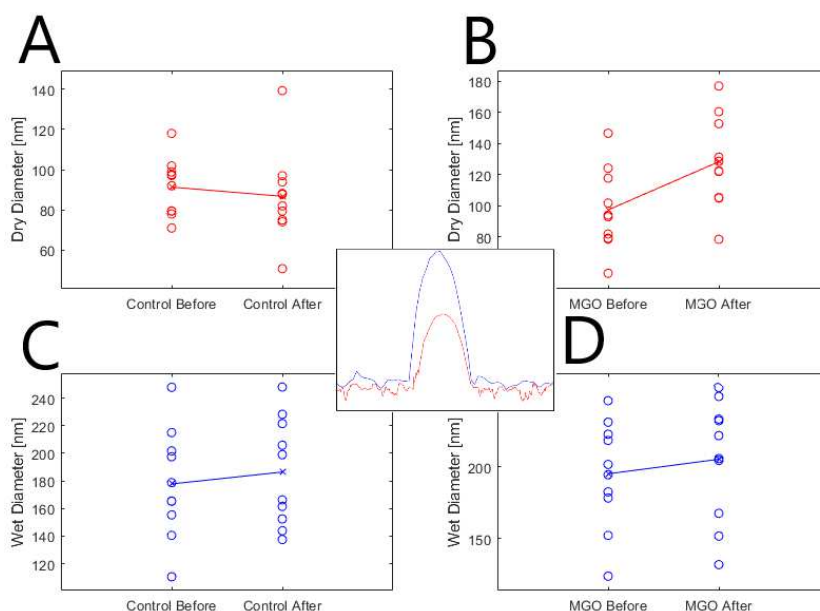 A
Dry Diameter [nm]
140
120
100
80
60
Control Before
Control After
B
Dry Diameter [nm]
180
160
140
120
100
80
MGO Before
MGO After
C
Wet Diameter [nm]
240
220
200
180
160
140
120
Control Before
Control After
D
Wet Diameter [nm]
200
150
MGO Before
MGO After